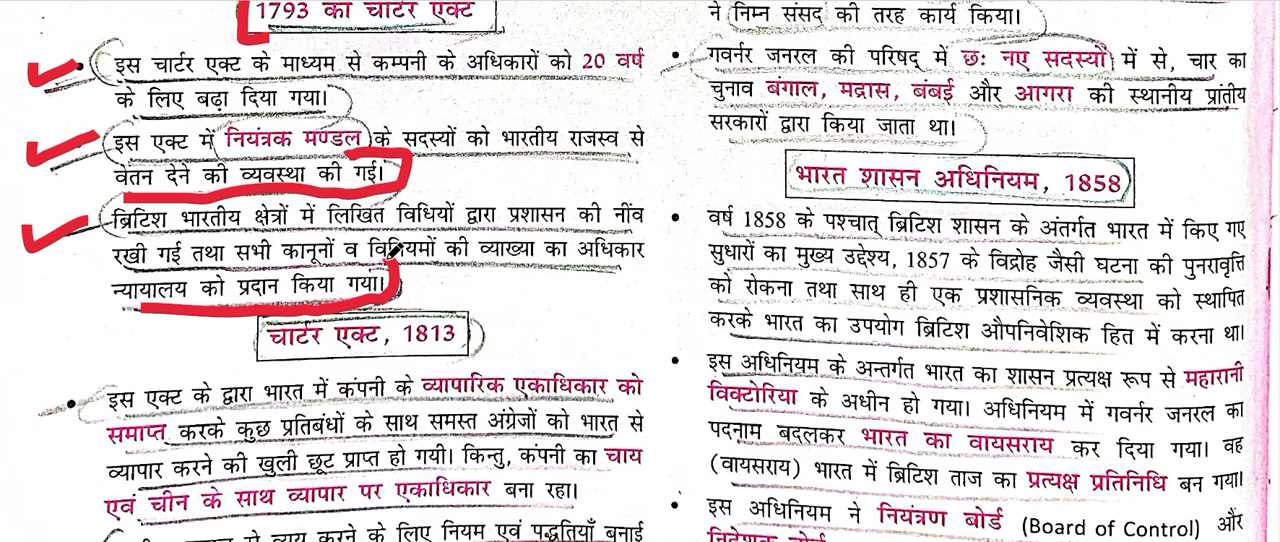 1793 का चार्टर एक्ट
• इस चार्टर एक्ट के माध्यम से कम्पनी के अधिकारों को 20 वर्ष
के लिए बढ़ा दिया गया।
इस एक्ट में नियंत्रक मण्डल के सदस्यों को भारतीय राजस्व से
वेतन देने की व्यवस्था की गई।
ब्रिटिश भारतीय क्षेत्रों में लिखित विधियों द्वारा प्रशासन की नींव
रखी गई तथा सभी कानूनों व विनियमों की व्याख्या का अधिकार
न्यायालय को प्रदान किया गया।
चार्टर एक्ट, 1813
• इस एक्ट के द्वारा भारत में कंपनी के व्यापारिक एकाधिकार को
समाप्त करके कुछ प्रतिबंधों के साथ समस्त अंग्रेजों को भारत से
व्यापार करने की खुली छूट प्राप्त हो गयी। किन्तु, कंपनी का चाय
एवं चीन के साथ व्यापार पर एकाधिकार बना रहा।
से व्यय करने के लिए नियम एवं पद्धतियाँ बनाई
ने निम्न संसद की तरह कार्य किया।
• गवर्नर जनरल की परिषद् में छः नए सदस्यों में से, चार का
चुनाव बंगाल, मद्रास, बंबई और आगरा की स्थानीय प्रांतीय
सरकारों द्वारा किया जाता था।
भारत शासन अधिनियम, 1858
• वर्ष 1858 के पश्चात् ब्रिटिश शासन के अंतर्गत भारत में किए गए
सुधारों का मुख्य उद्देश्य, 1857 के विद्रोह जैसी घटना की पुनरावृत्ति
को रोकना तथा साथ ही एक प्रशासनिक व्यवस्था को स्थापित
करके भारत का उपयोग ब्रिटिश औपनिवेशिक हित में करना था।
• इस अधिनियम के अन्तर्गत भारत का शासन प्रत्यक्ष रूप से महारानी
विक्टोरिया के अधीन हो गया। अधिनियम में गवर्नर जनरल का
पदनाम बदलकर भारत का वायसराय कर दिया गया। वह
(वायसराय) भारत में ब्रिटिश ताज का प्रत्यक्ष प्रतिनिधि बन गया।
• इस अधिनियम ने नियंत्रण बोर्ड (Board of Control) और